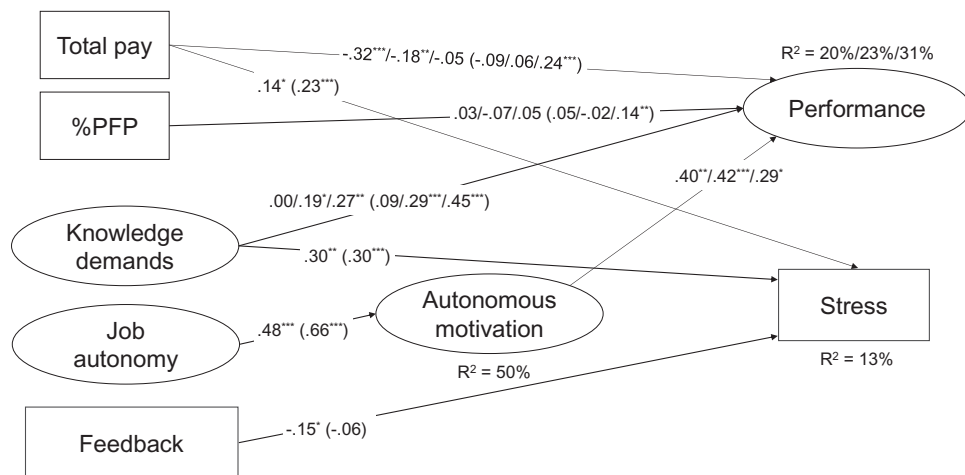 Total pay
-.32***/-.18**/-.05 (-.09/.06/.24***)
R² = 20%/23%/31%
.14* (.23***)
Performance
%PFP
.03/-.07/.05 (.05/-.02/.14**)
.40**/.42***/.29*
.00/.19*/.27** (.09/.29***/.45***)
Knowledge
demands
.30** (.30***)
Autonomous
motivation
Stress
Job
autonomy
.48*** (.66***)
R² = 50%
R² = 13%
Feedback
-.15* (-.06)